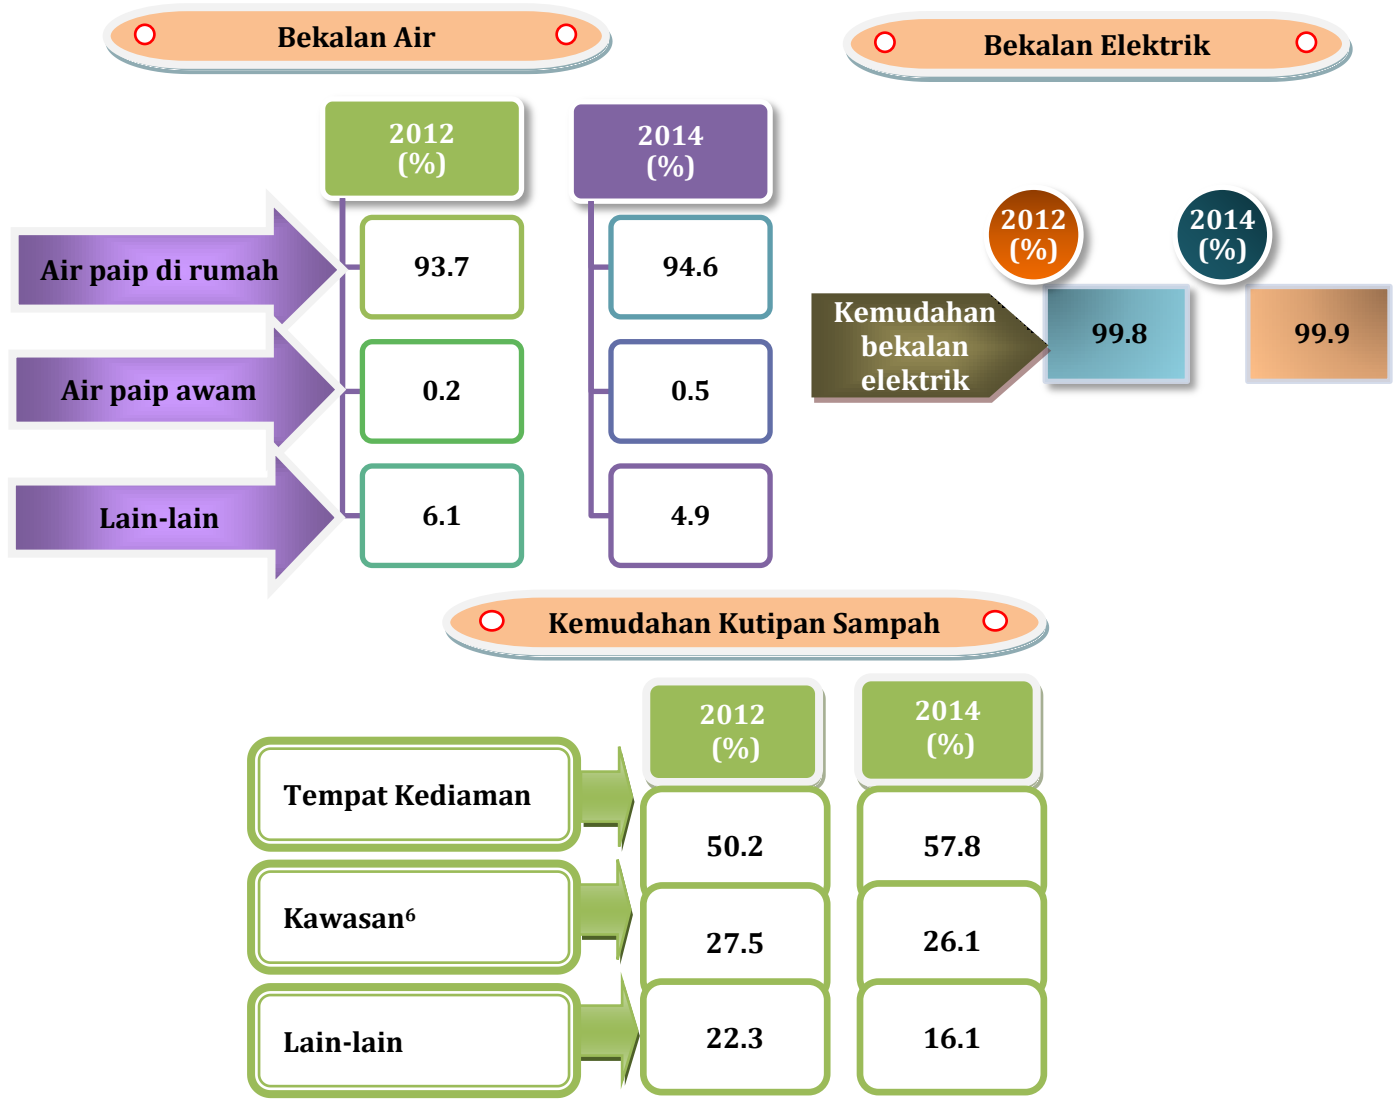 Bekalan Air
2012
(%)
2014
(%)
Air paip di rumah
93.7
94.6
Air paip awam
0.2
0.5
Lain-lain
6.1
4.9
Bekalan Elektrik
2012
(%)
2014
(%)
Kemudahan
bekalan
elektrik
99.8
99.9
Kemudahan Kutipan Sampah
2012
(%)
2014
(%)
Tempat Kediaman
50.2
57.8
Kawasan⁶
27.5
26.1
Lain-lain
22.3
16.1